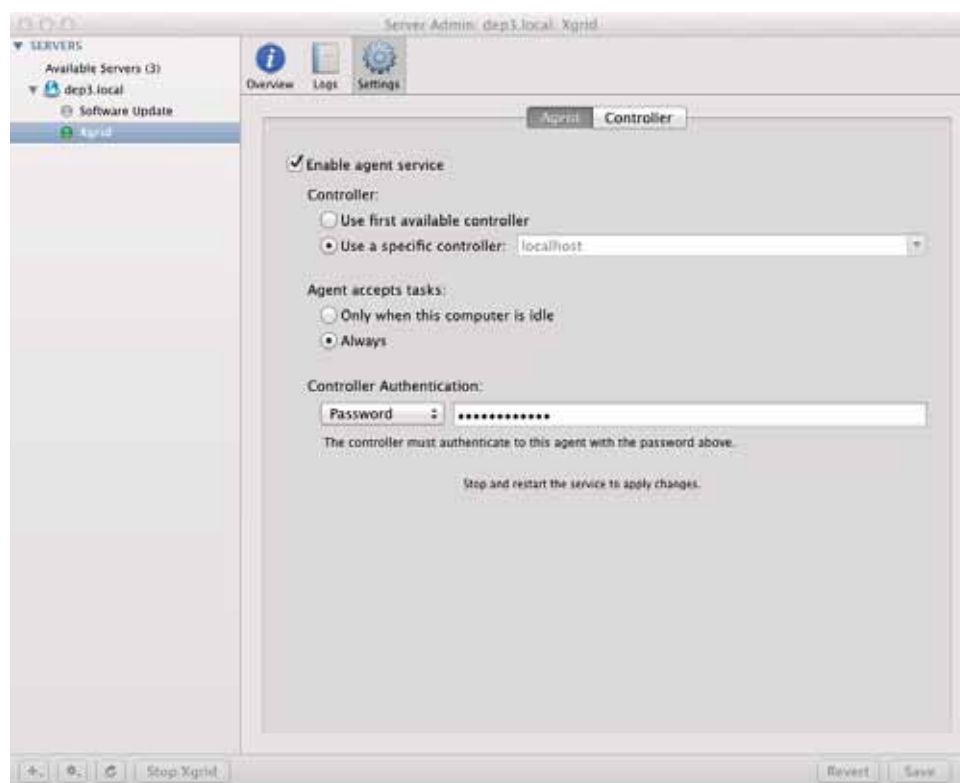 Server Admin: dep3.local: Xgrid
SERVERS
Available Servers (3)
dep3.local
Software Update
Xgrid
Overview
Logs
Settings
Agent
Controller
Enable agent service
Controller:
Use first available controller
Use a specific controller: localhost
Agent accepts tasks:
Only when this computer is idle
Always
Controller Authentication:
Password ••••••••••••
The controller must authenticate to this agent with the password above.
Stop and restart the service to apply changes.
Stop Xgrid
Revert
Save